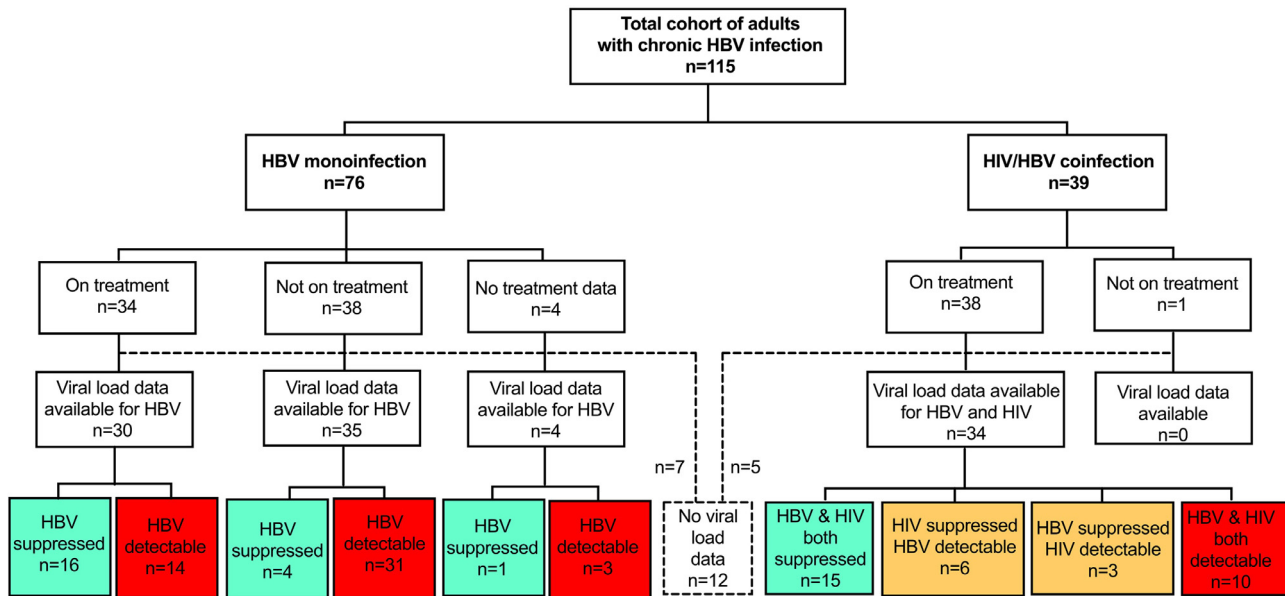 Total cohort of adults
with chronic HBV infection
n=115
HBV monoinfection
n=76
HIV/HBV coinfection
n=39
On treatment
n=34
Not on treatment
n=38
No treatment data
n=4
On treatment
n=38
Not on treatment
n=1
Viral load data
available for HBV
n=30
Viral load data
available for HBV
n=35
Viral load data
available for HBV
n=4
Viral load data available
for HBV and HIV
n=34
Viral load data
available
n=0
n=7
n=5
HBV
suppressed
n=16
HBV
detectable
n=14
HBV
suppressed
n=4
HBV
detectable
n=31
HBV
suppressed
n=1
HBV
detectable
n=3
No viral
load
data
n=12
HBV & HIV
both
suppressed
n=15
HIV suppressed
HBV detectable
n=6
HBV suppressed
HIV detectable
n=3
HBV & HIV
both
detectable
n=10